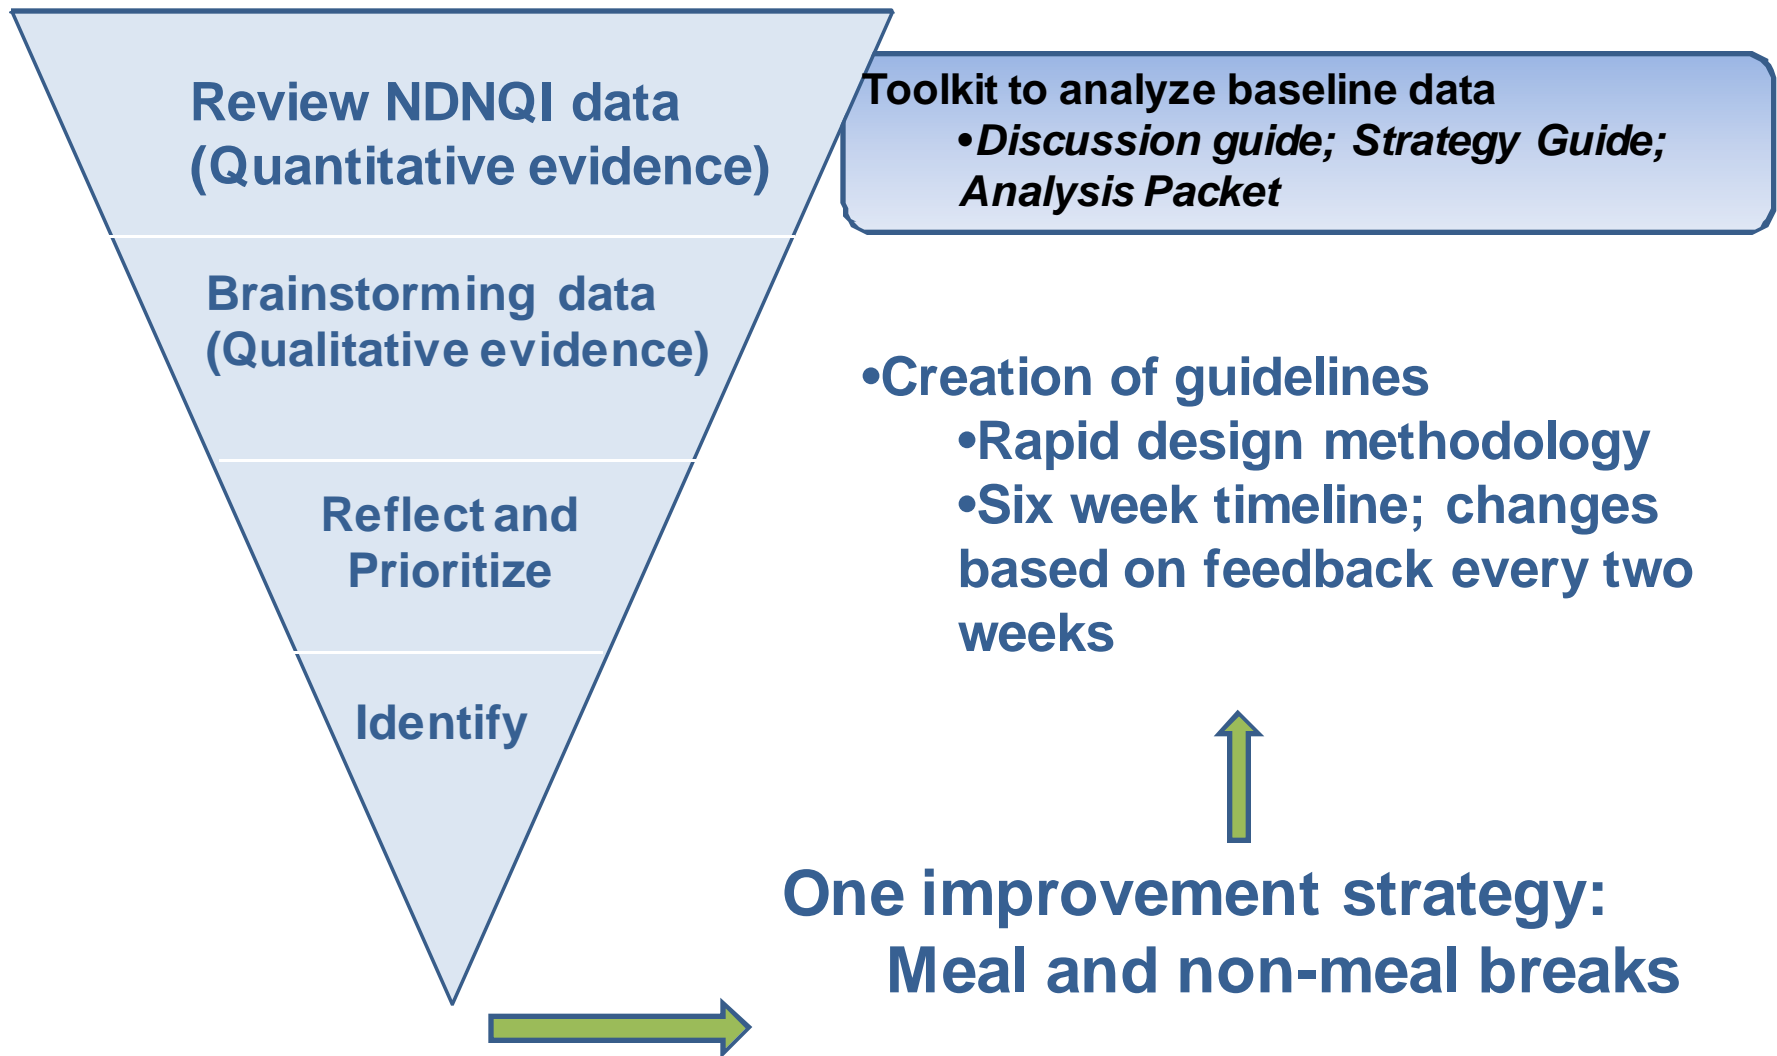 Review NDNQI data
(Quantitative evidence)
Toolkit to analyze baseline data
•Discussion guide; Strategy Guide;
Analysis Packet
Brainstorming data
(Qualitative evidence)
Reflect and
Prioritize
Identify
•Creation of guidelines
•Rapid design methodology
•Six week timeline; changes
based on feedback every two
weeks
One improvement strategy:
Meal and non-meal breaks